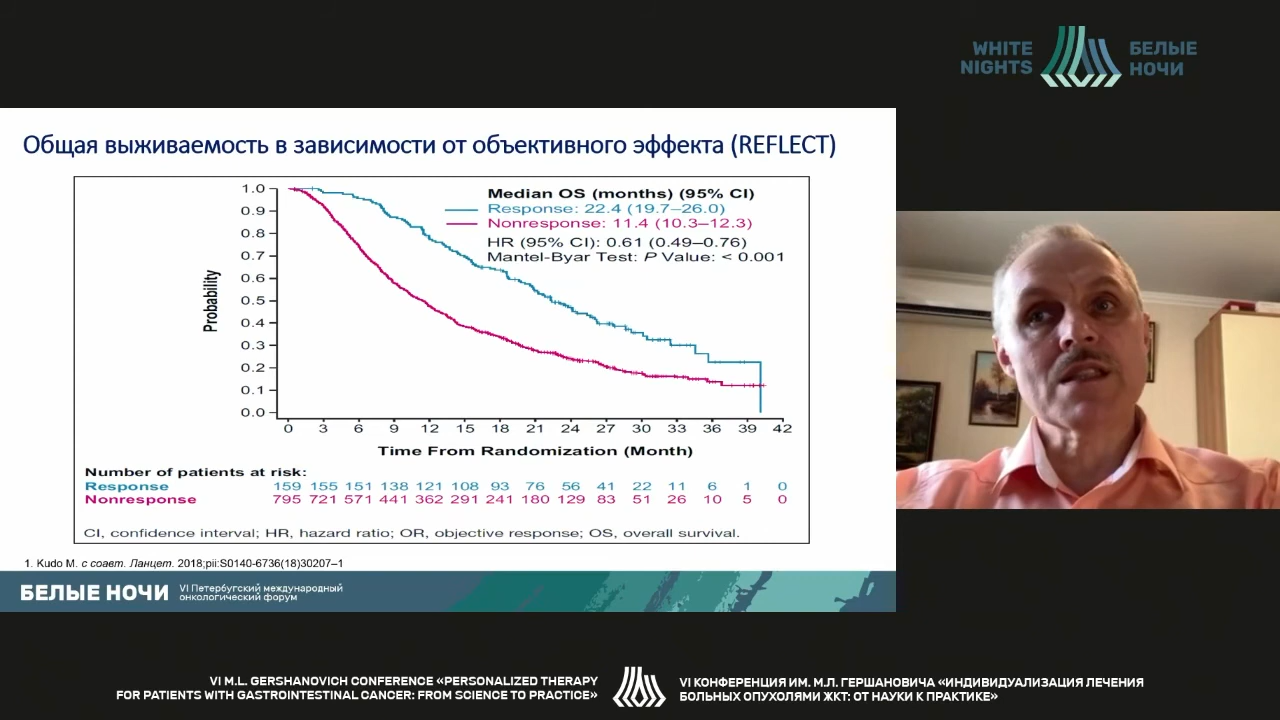 WHITE
NIGHTS
БЕЛЫЕ
НОЧИ
Общая выживаемость в зависимости от объективного эффекта (REFLECT)
Median OS (months) (95% CI)
Response: 22.4 (19.7–26.0)
Nonresponse: 11.4 (10.3–12.3)
HR (95% CI): 0.61 (0.49–0.76)
Mantel-Byar Test: P Value: < 0.001
Probability
1.0
0.9
0.8
0.7
0.6
0.5
0.4
0.3
0.2
0.1
0.0
0 3 6 9 12 15 18 21 24 27 30 33 36 39 42
Time From Randomization (Month)
Number of patients at risk:
Response 159 155 151 138 121 108 93 76 56 41 22 11 6 1 0
Nonresponse 795 721 571 441 362 291 241 180 129 83 51 26 10 5 0
CI, confidence interval; HR, hazard ratio; OR, objective response; OS, overall survival.
1. Kudo M. с соавт. Ланцет. 2018;pii:S0140-6736(18)30207–1
БЕЛЫЕ НОЧИ
VI Петербугский международный
онкологический форум
VI M.L. GERSHANOVICH CONFERENCE «PERSONALIZED THERAPY
FOR PATIENTS WITH GASTROINTESTINAL CANCER: FROM SCIENCE TO PRACTICE»
VI КОНФЕРЕНЦИЯ ИМ. М.Л. ГЕРШАНОВИЧА «ИНДИВИДУАЛИЗАЦИЯ ЛЕЧЕНИЯ
БОЛЬНЫХ ОПУХОЛЯМИ ЖКТ: ОТ НАУКИ К ПРАКТИКЕ»